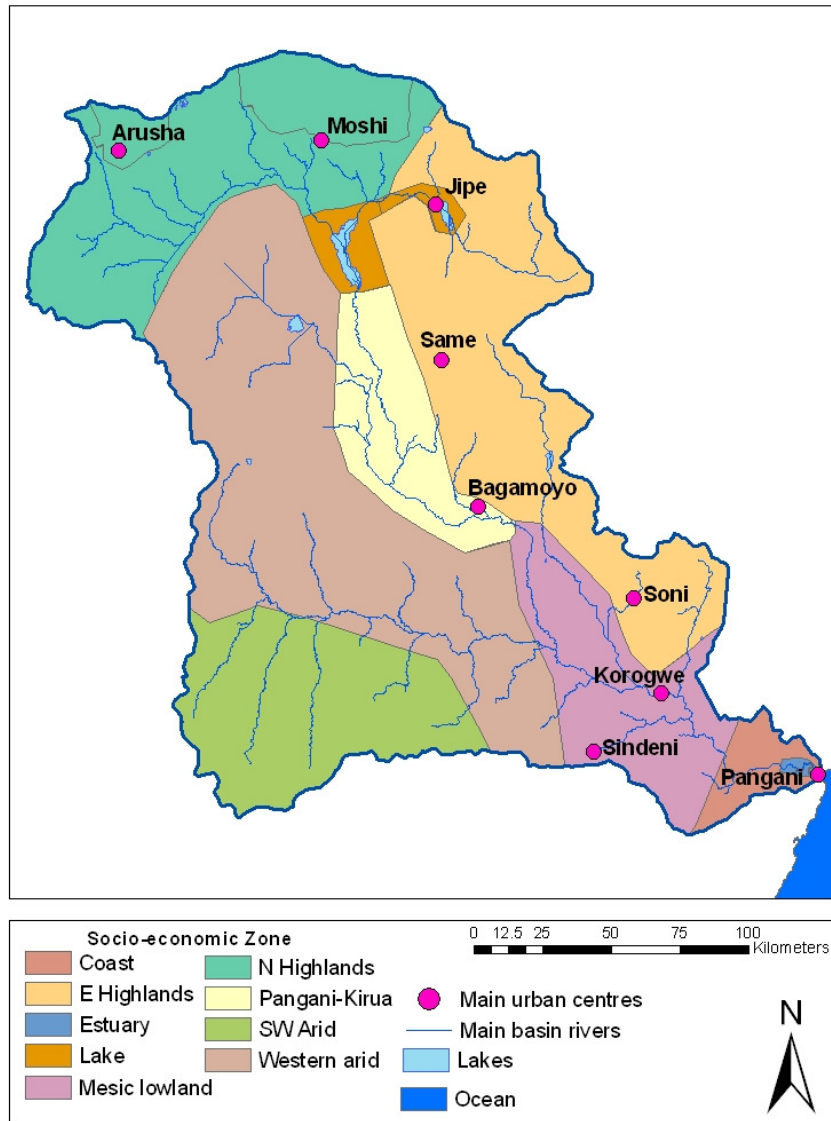 Arusha
Moshi
Jipe
Same
Bagamoyo
Soni
Korogwe
Sindeni
Pangani
Socio-economic Zone
Coast
E Highlands
Estuary
Lake
Mesic lowland
N Highlands
Pangani-Kirua
SW Arid
Western arid
0 12.5 25 50 75 100
Kilometers
Main urban centres
Main basin rivers
Lakes
Ocean
N